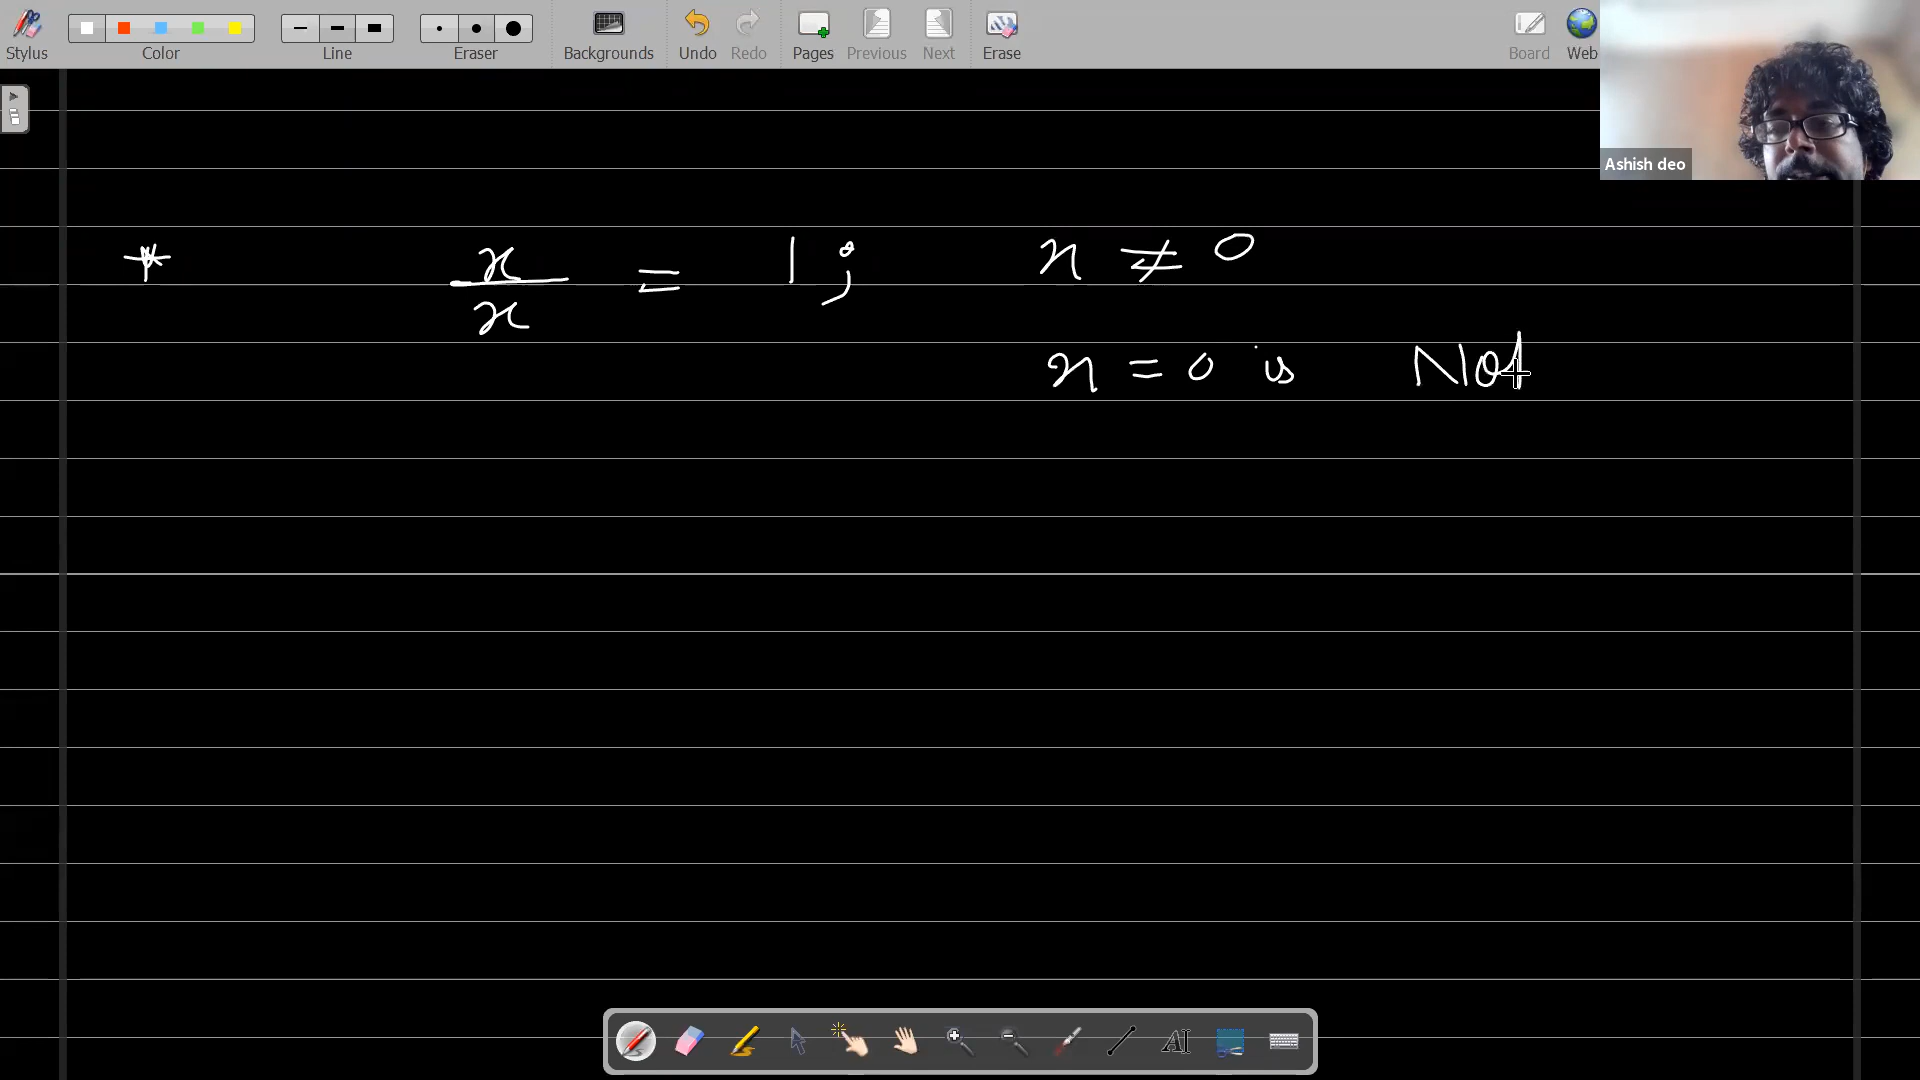 Stylus Color Line Eraser Backgrounds Undo Redo Pages Previous Next Erase Board Web
Ashish deo
* x/x = 1 ; x ≠ 0
x = 0 is Not